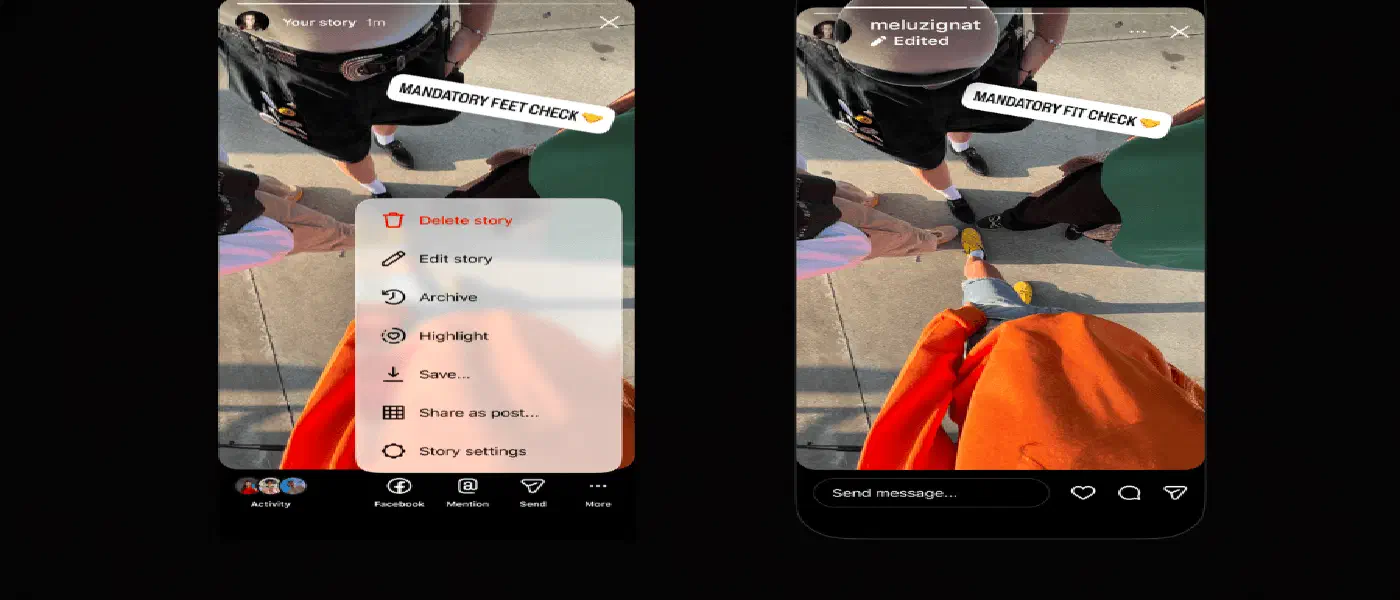 Your story 1m
MANDATORY FEET CHECK
Delete story
Edit story
Archive
Highlight
Save...
Share as post...
Story settings
Activity
Facebook
Mention
Send
More
meluzignat
Edited
MANDATORY FIT CHECK
Send message...